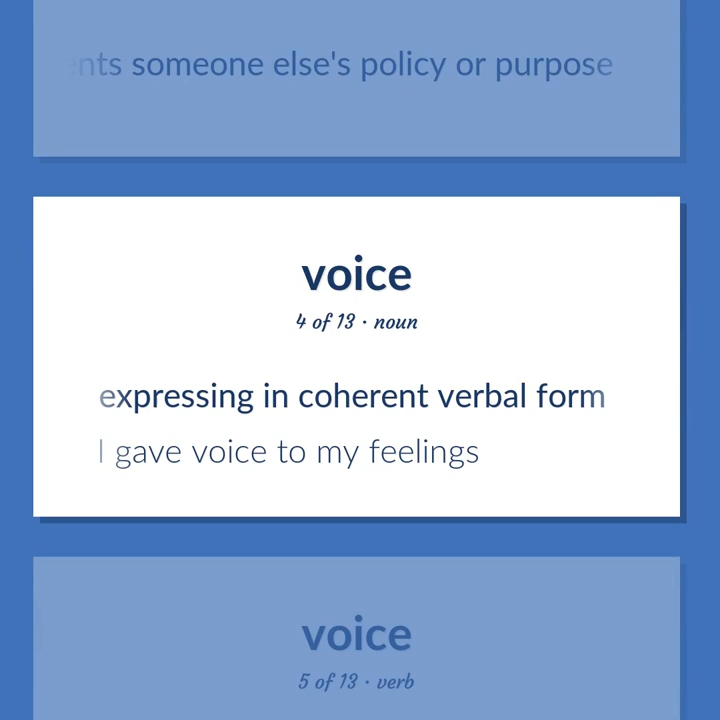 someone else's policy or purpose
voice
4 of 13 · noun
expressing in coherent verbal form
I gave voice to my feelings
voice
5 of 13 · verb